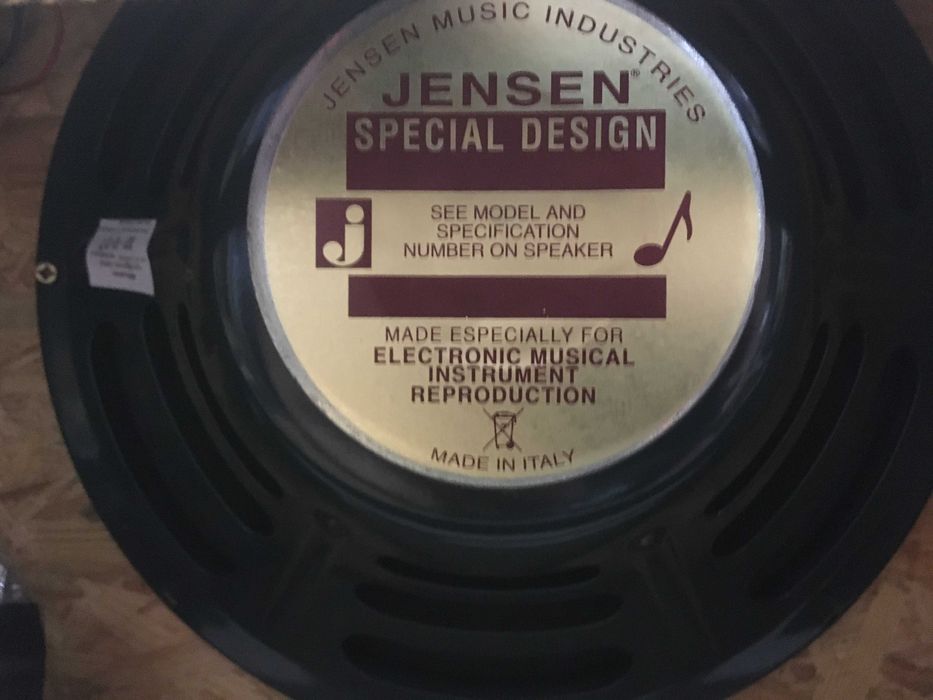 JENSEN MUSIC INDUSTRIES
JENSEN®
SPECIAL DESIGN
j
SEE MODEL AND
SPECIFICATION
NUMBER ON SPEAKER
MADE ESPECIALLY FOR
ELECTRONIC MUSICAL
INSTRUMENT
REPRODUCTION
MADE IN ITALY